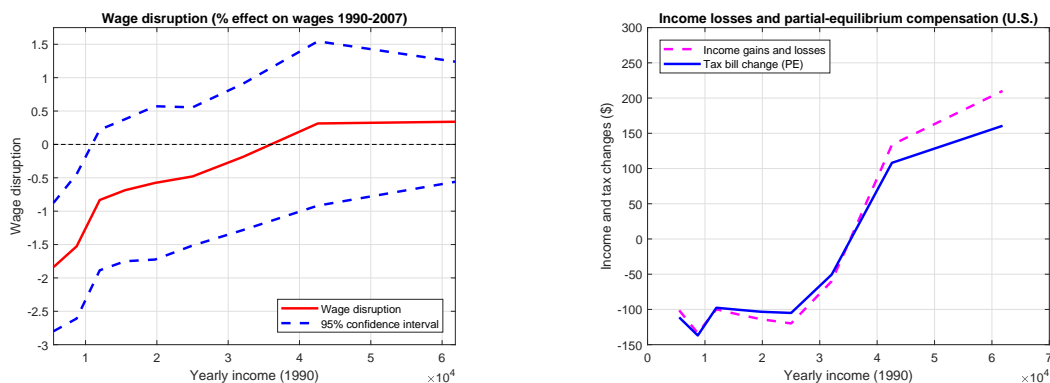 Wage disruption (% effect on wages 1990-2007)
Wage disruption
1.5
1
0.5
0
-0.5
-1
-1.5
-2
-2.5
-3
Wage disruption
95% confidence interval
1 2 3 4 5 6
Yearly income (1990)
×10^4
Income losses and partial-equilibrium compensation (U.S.)
Income and tax changes ($)
300
250
200
150
100
50
0
-50
-100
-150
Income gains and losses
Tax bill change (PE)
0 1 2 3 4 5 6 7
Yearly income (1990)
×10^4